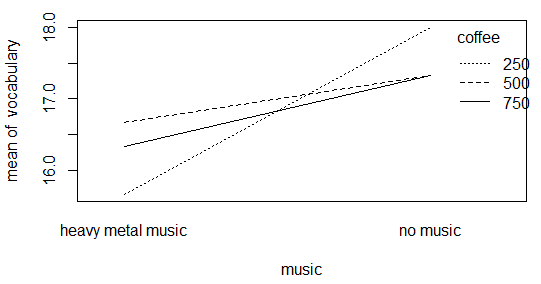 mean of vocabulary
18.0
17.0
16.0
coffee
250
500
750
heavy metal music
no music
music